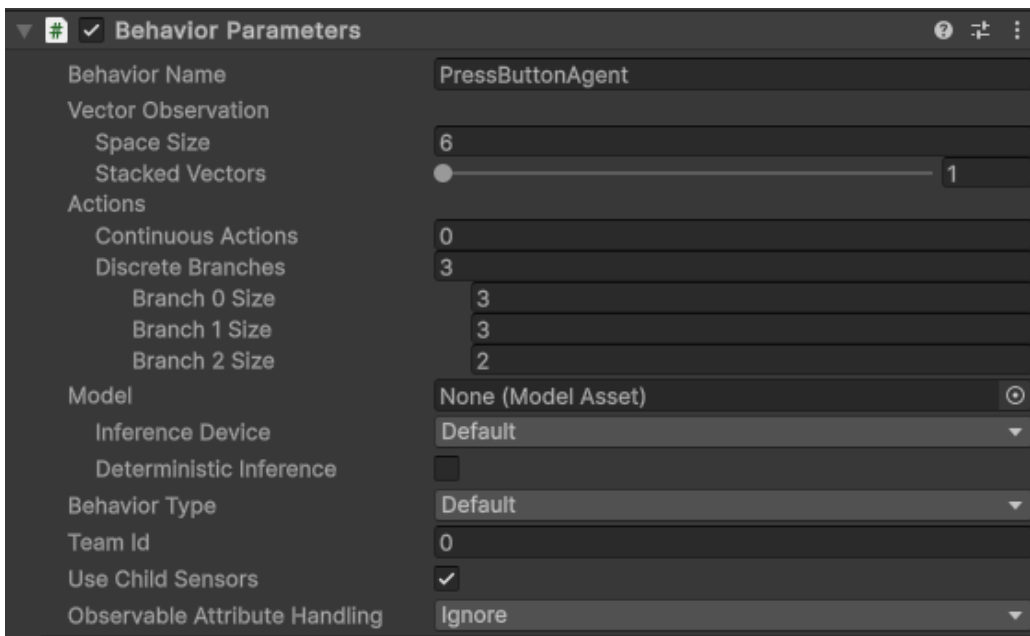 # Behavior Parameters
Behavior Name PressButtonAgent
Vector Observation
Space Size 6
Stacked Vectors 1
Actions
Continuous Actions 0
Discrete Branches 3
Branch 0 Size 3
Branch 1 Size 3
Branch 2 Size 2
Model None (Model Asset)
Inference Device Default
Deterministic Inference
Behavior Type Default
Team Id 0
Use Child Sensors
Observable Attribute Handling Ignore